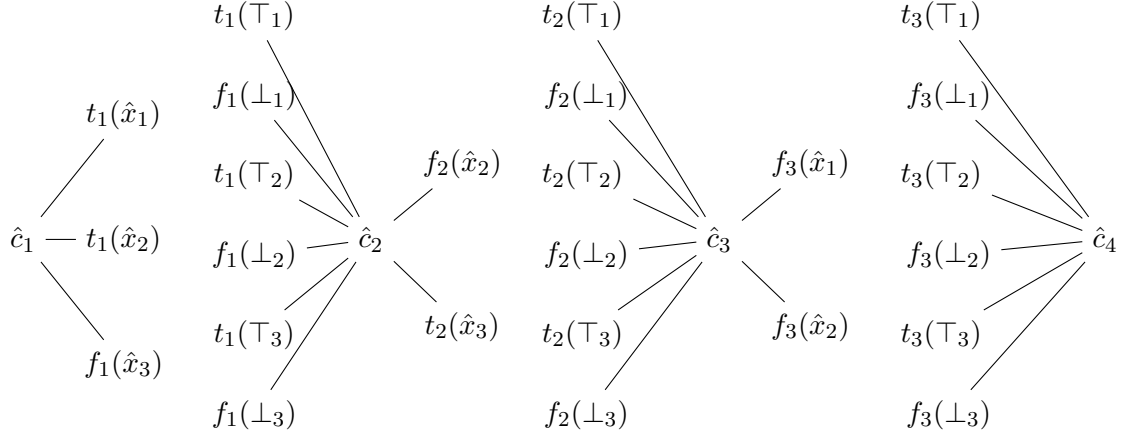 t₁(⊤₁)
f₁(⊥₁)
t₁(⊤₂)
f₁(⊥₂)
t₁(⊤₃)
f₁(⊥₃)
t₂(⊤₁)
f₂(⊥₁)
t₂(⊤₂)
f₂(⊥₂)
t₂(⊤₃)
f₂(⊥₃)
t₃(⊤₁)
f₃(⊥₁)
t₃(⊤₂)
f₃(⊥₂)
t₃(⊤₃)
f₃(⊥₃)
t₁(x̂₁)
t₁(x̂₂)
f₁(x̂₃)
f₂(x̂₂)
t₂(x̂₃)
f₃(x̂₁)
f₃(x̂₂)
ĉ₁
ĉ₂
ĉ₃
ĉ₄